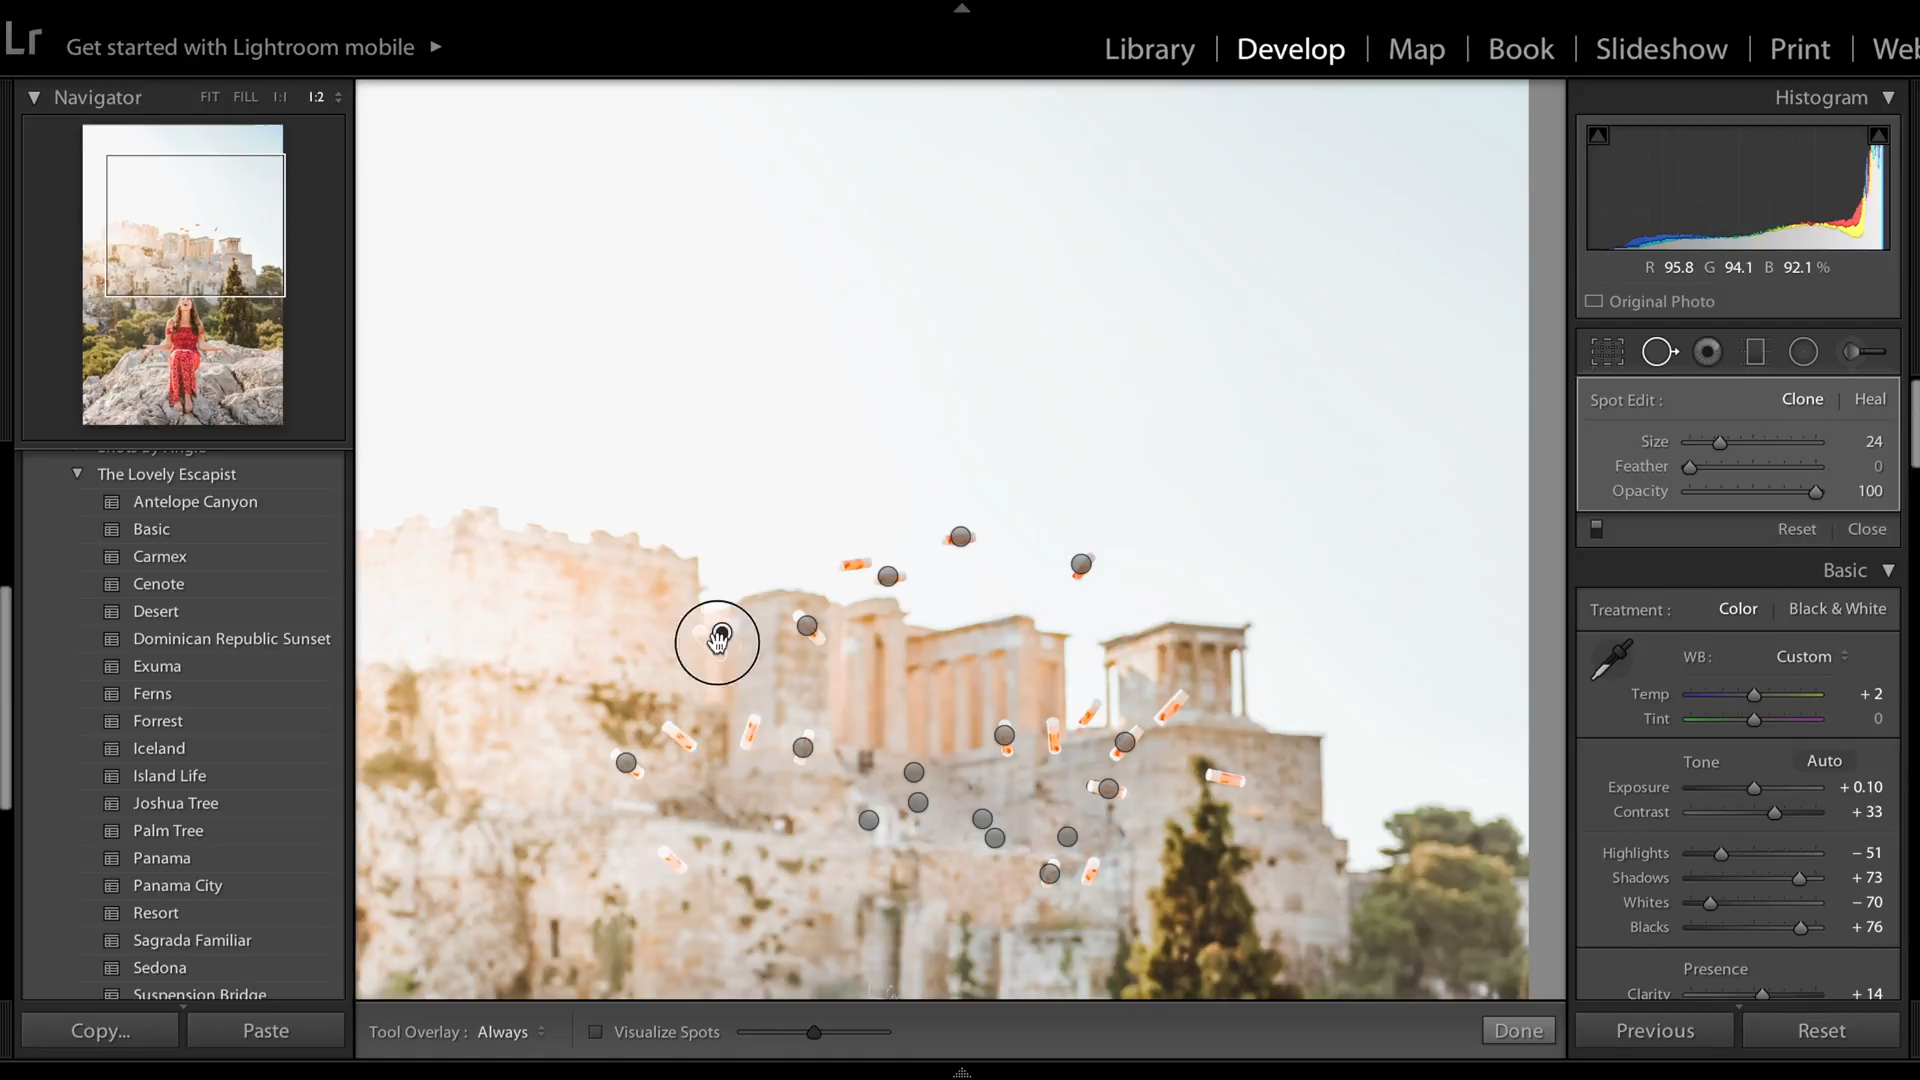 Lr Get started with Lightroom mobile
Library | Develop | Map | Book | Slideshow | Print | Web
Navigator FIT FILL 1:1 1:2
The Lovely Escapist
Antelope Canyon
Basic
Carmex
Cenote
Desert
Dominican Republic Sunset
Exuma
Ferns
Forrest
Iceland
Island Life
Joshua Tree
Palm Tree
Panama
Panama City
Resort
Sagrada Familiar
Sedona
Suspension Bridge
Copy... Paste
Tool Overlay : Always Visualize Spots Done
Histogram
R 95.8 G 94.1 B 92.1 %
Original Photo
Spot Edit : Clone | Heal
Size 24
Feather 0
Opacity 100
Reset Close
Basic
Treatment : Color | Black & White
WB : Custom
Temp + 2
Tint 0
Tone Auto
Exposure + 0.10
Contrast + 33
Highlights – 51
Shadows + 73
Whites – 70
Blacks + 76
Presence
Clarity + 14
Previous Reset